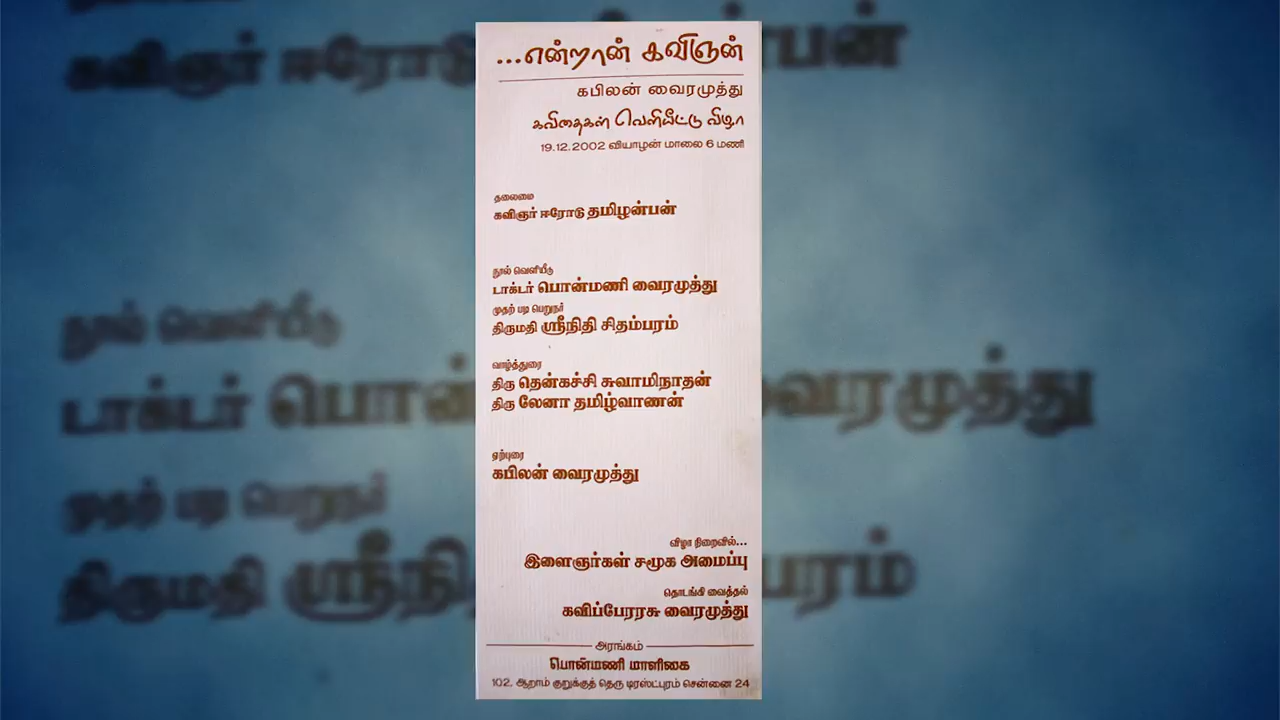 ...என்றான் கவிஞன்
கபிலன் வைரமுத்து
கவிதைகள் வெளியீட்டு விழா
19.12.2002 வியாழன் மாலை 6 மணி
தலைமை
கவிஞர் ஈரோடு தமிழன்பன்
நூல் வெளியீடு
டாக்டர் பொன்மணி வைரமுத்து
முதற் படி பெறுநர்
திருமதி ஸ்ரீநிதி சிதம்பரம்
வாழ்த்துரை
திரு தென்கச்சி சுவாமிநாதன்
திரு லேனா தமிழ்வாணன்
ஏற்புரை
கபிலன் வைரமுத்து
விழா நிறைவில்...
இளைஞர்கள் சமூக அமைப்பு
தொடங்கி வைத்தல்
கவிப்பேரரசு வைரமுத்து
அரங்கம்
பொன்மணி மாளிகை
102, ஆறாம் குறுக்குத் தெரு டிரஸ்ட்புரம் சென்னை 24